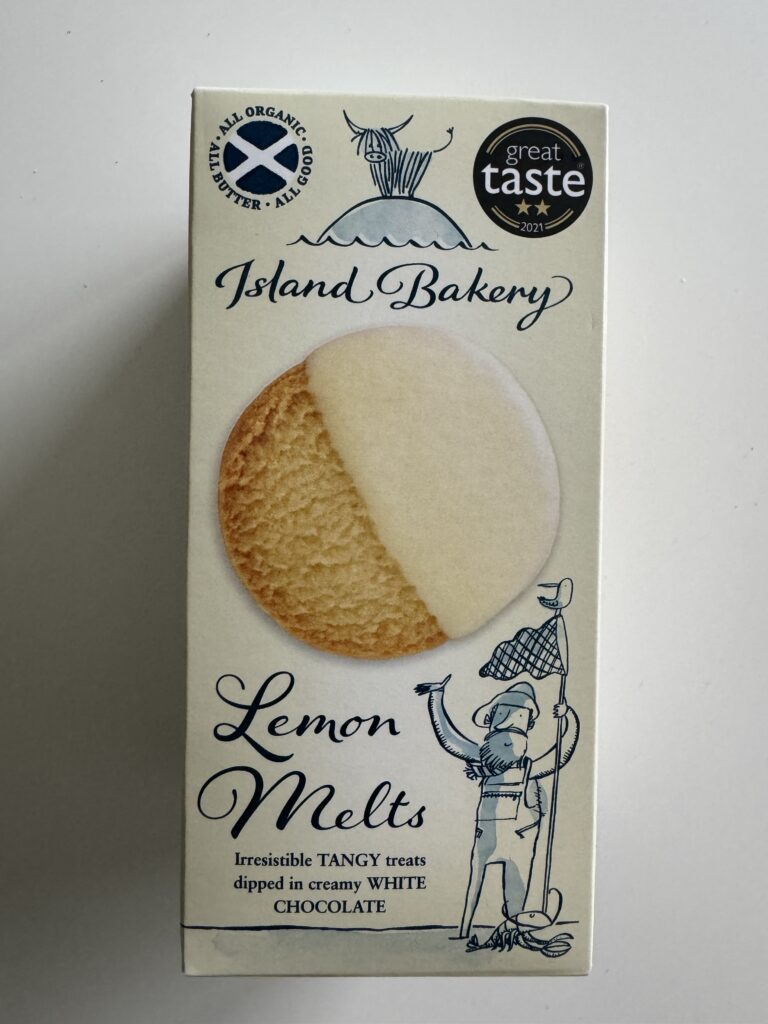 ALL ORGANIC • ALL GOOD • ALL BUTTER •
great
taste
2021
Island Bakery
Lemon
Melts
Irresistible TANGY treats
dipped in creamy WHITE
CHOCOLATE